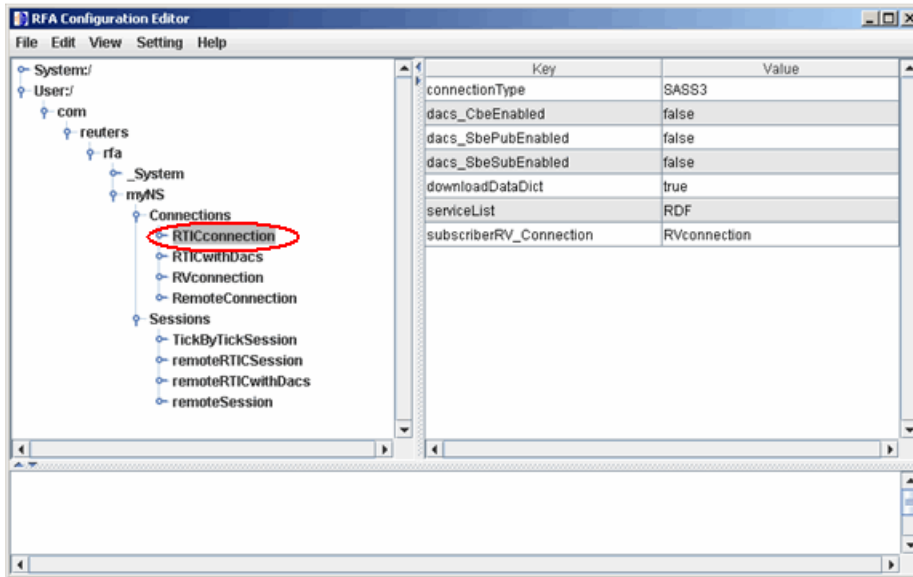 RFA Configuration Editor
File Edit View Setting Help
System:/
User:/
com
reuters
rfa
_System
myNS
Connections
RTICconnection
RTICwithDacs
RVconnection
RemoteConnection
Sessions
TickByTickSession
remoteRTICSession
remoteRTICwithDacs
remoteSession
Key Value
connectionType SASS3
dacs_CbeEnabled false
dacs_SbePubEnabled false
dacs_SbeSubEnabled false
downloadDataDict true
serviceList RDF
subscriberRV_Connection RVconnection